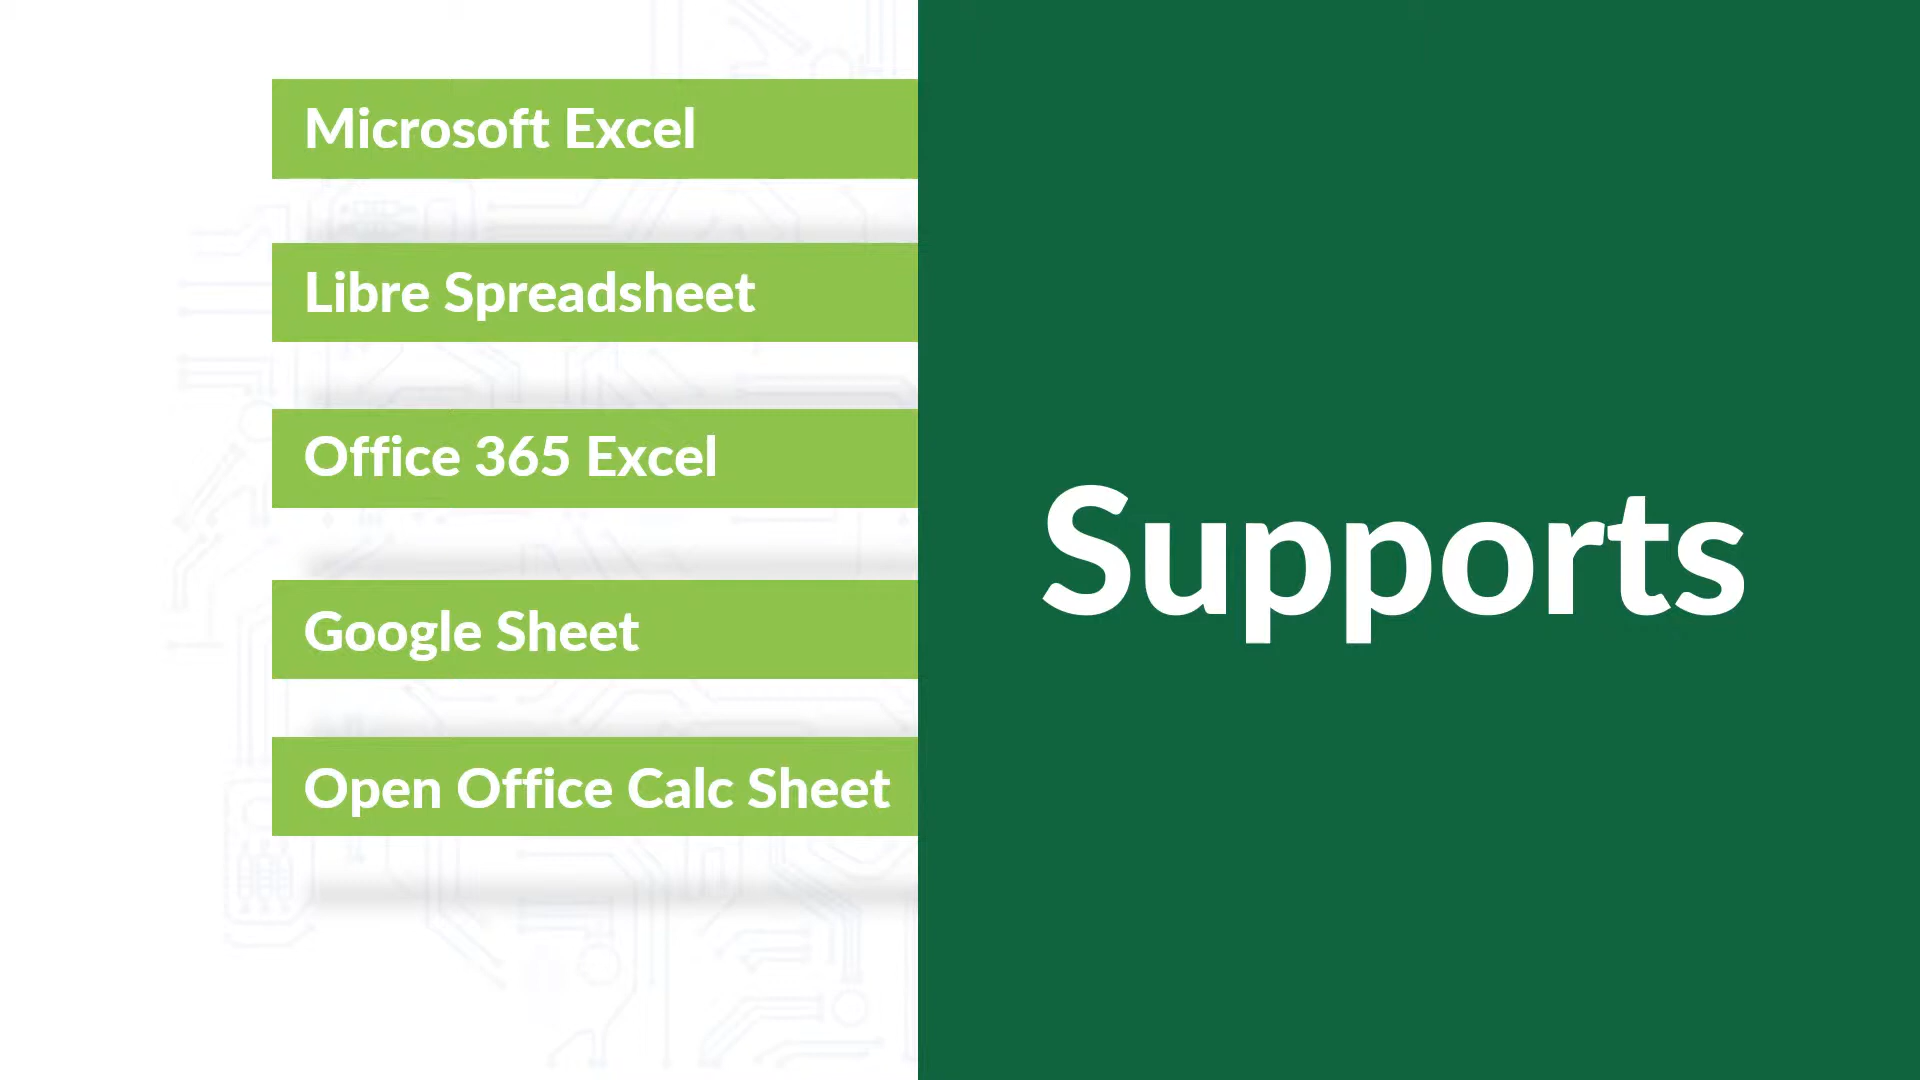 Microsoft Excel
Libre Spreadsheet
Office 365 Excel
Google Sheet
Open Office Calc Sheet
Supports